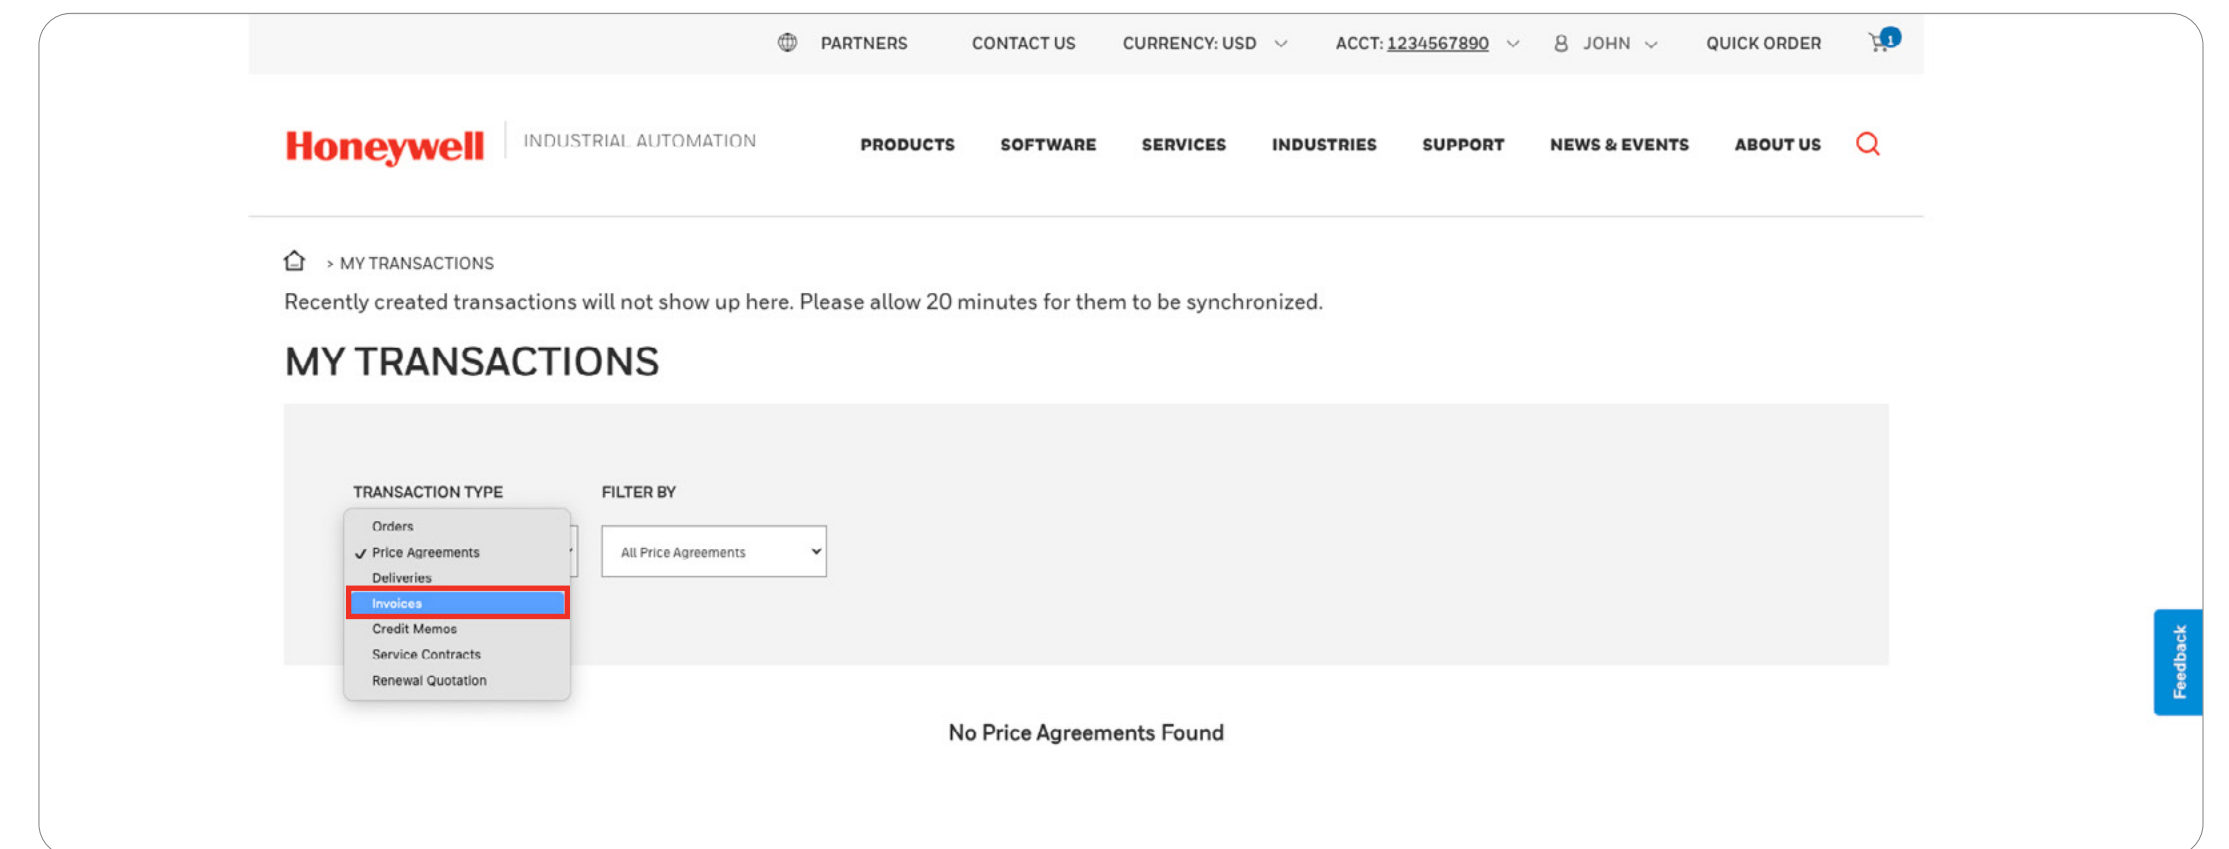 PARTNERS CONTACT US CURRENCY: USD ACCT: 1234567890 JOHN QUICK ORDER 1
Honeywell INDUSTRIAL AUTOMATION PRODUCTS SOFTWARE SERVICES INDUSTRIES SUPPORT NEWS & EVENTS ABOUT US
> MY TRANSACTIONS
Recently created transactions will not show up here. Please allow 20 minutes for them to be synchronized.
MY TRANSACTIONS
TRANSACTION TYPE FILTER BY
Orders
✓ Price Agreements All Price Agreements
Deliveries
Invoices
Credit Memos
Service Contracts
Renewal Quotation
Feedback
No Price Agreements Found